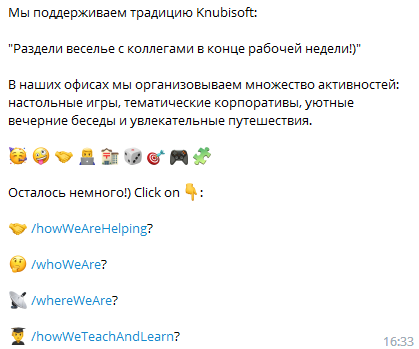 Мы поддерживаем традицию Knubisoft:
"Раздели веселье с коллегами в конце рабочей недели!)"
В наших офисах мы организовываем множество активностей:
настольные игры, тематические корпоративы, уютные
вечерние беседы и увлекательные путешествия.
🥳 🤪 🤝 👨‍💻 🏫 🎲 🎯 🎮 🧩
Осталось немного!) Click on 👇:
🤝 /howWeAreHelping?
🤔 /whoWeAre?
📡 /whereWeAre?
👨‍🎓 /howWeTeachAndLearn?
16:33